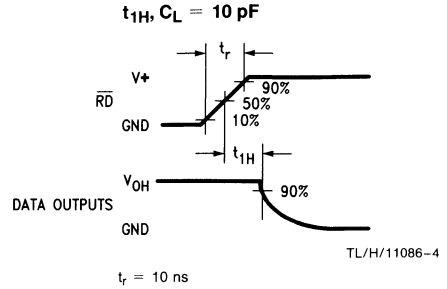 t1H, CL = 10 pF
tr
V+
90%
RD
50%
10%
GND
t1H
VOH
90%
DATA OUTPUTS
GND
TL/H/11086–4
tr = 10 ns